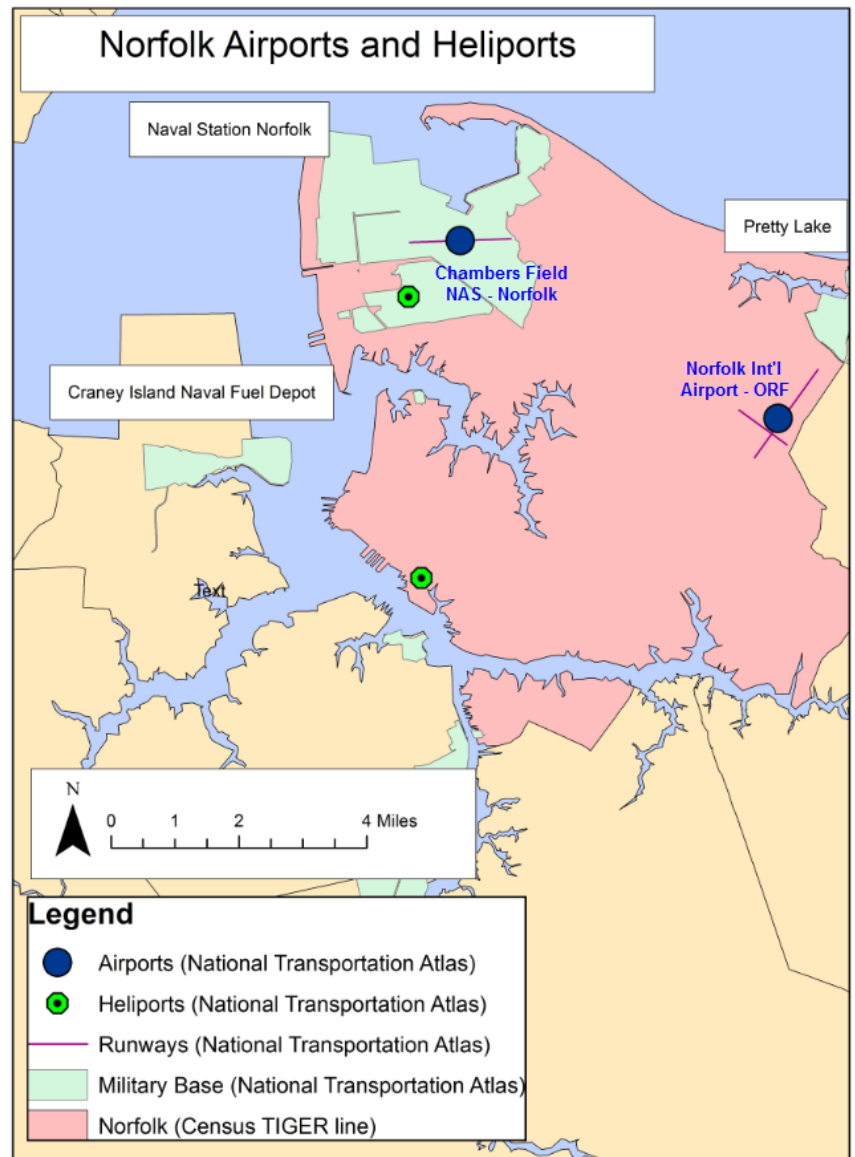 Norfolk Airports and Heliports
Naval Station Norfolk
Pretty Lake
Chambers Field
NAS - Norfolk
Norfolk Int'l
Airport - ORF
Craney Island Naval Fuel Depot
Text
N
0 1 2 4 Miles
Legend
Airports (National Transportation Atlas)
Heliports (National Transportation Atlas)
Runways (National Transportation Atlas)
Military Base (National Transportation Atlas)
Norfolk (Census TIGER line)